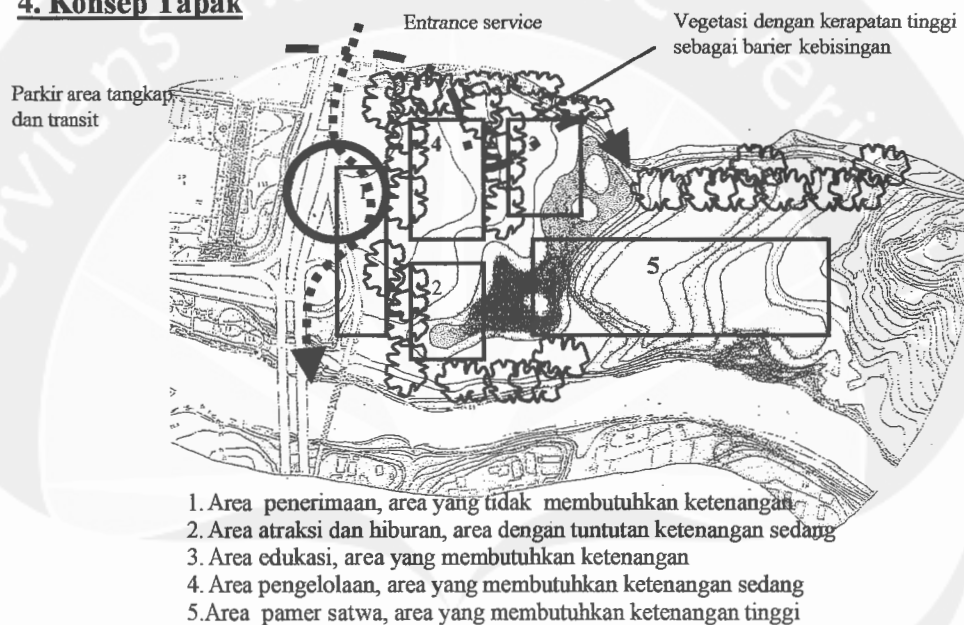 4. Konsep Tapak
Entrance service
Vegetasi dengan kerapatan tinggi
sebagai barier kebisingan
Parkir area tangkap
dan transit
4
2
5
1. Area penerimaan, area yang tidak membutuhkan ketenangan
2. Area atraksi dan hiburan, area dengan tuntutan ketenangan sedang
3. Area edukasi, area yang membutuhkan ketenangan
4. Area pengelolaan, area yang membutuhkan ketenangan sedang
5.Area pamer satwa, area yang membutuhkan ketenangan tinggi